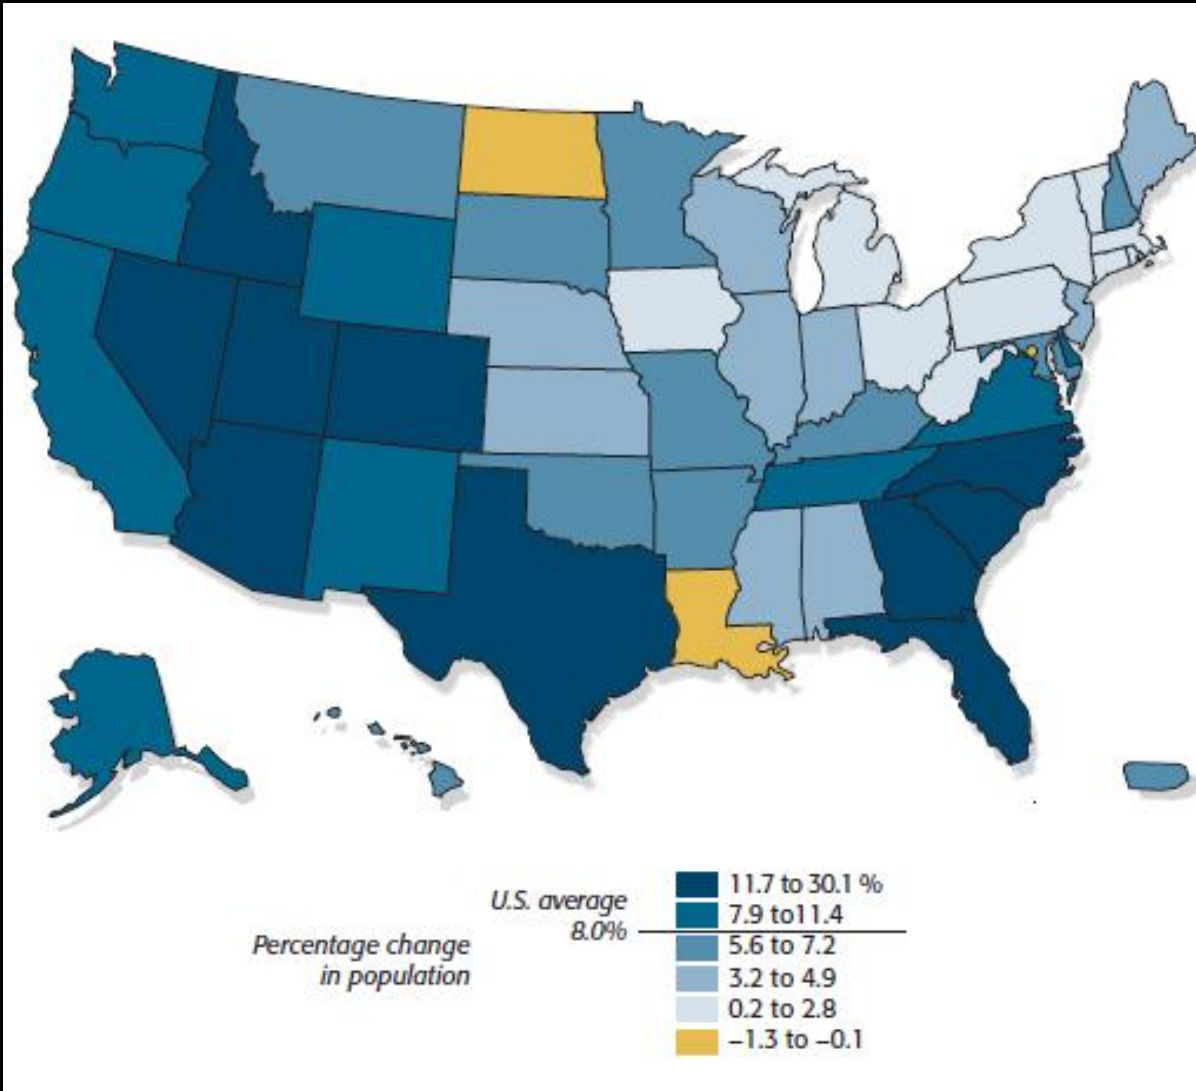 U.S. average
8.0%
Percentage change
in population
11.7 to 30.1 %
7.9 to11.4
5.6 to 7.2
3.2 to 4.9
0.2 to 2.8
–1.3 to –0.1